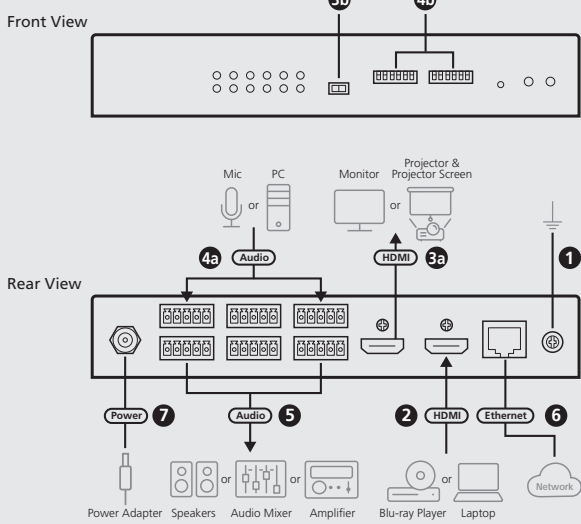 3b 4b
Front View
Mic PC Monitor Projector &
Projector Screen
or or
4a Audio HDMI 3a 1
Rear View
Power 7 Audio 5 2 HDMI Ethernet 6
or or or Network
Power Adapter Speakers Audio Mixer Amplifier Blu-ray Player Laptop